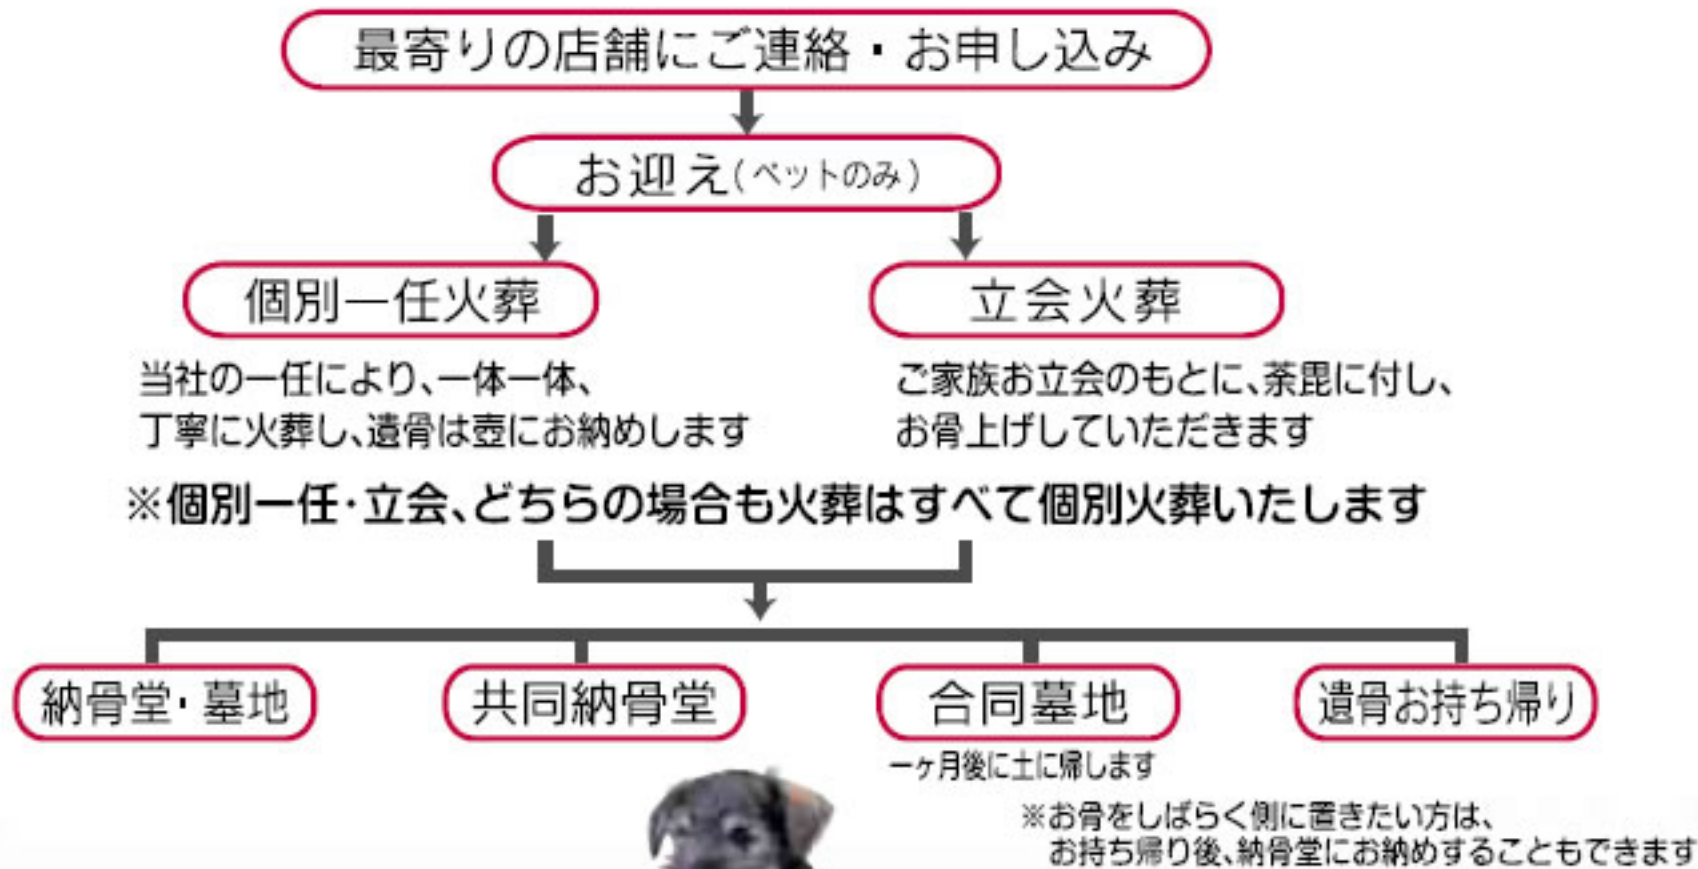 最寄りの店舗にご連絡・お申し込み
お迎え(ペットのみ)
個別一任火葬
立会火葬
当社の一任により、一体一体、
丁寧に火葬し、遺骨は壺にお納めします
ご家族お立会のもとに、荼毘に付し、
お骨上げしていただきます
※個別一任・立会、どちらの場合も火葬はすべて個別火葬いたします
納骨堂・墓地
共同納骨堂
合同墓地
遺骨お持ち帰り
一ヶ月後に土に帰します
※お骨をしばらく側に置きたい方は、
お持ち帰り後、納骨堂にお納めすることもできます